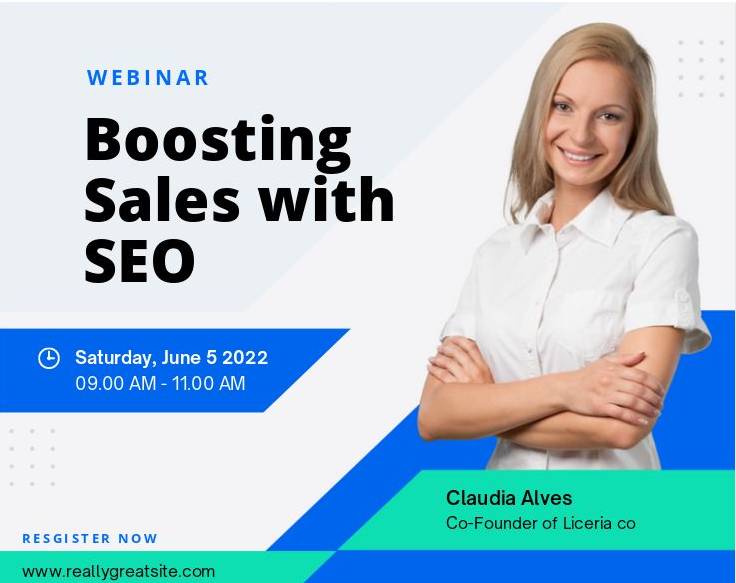 WEBINAR
Boosting
Sales with
SEO
Saturday, June 5 2022
09.00 AM - 11.00 AM
Claudia Alves
Co-Founder of Liceria co
RESGISTER NOW
www.reallygreatsite.com